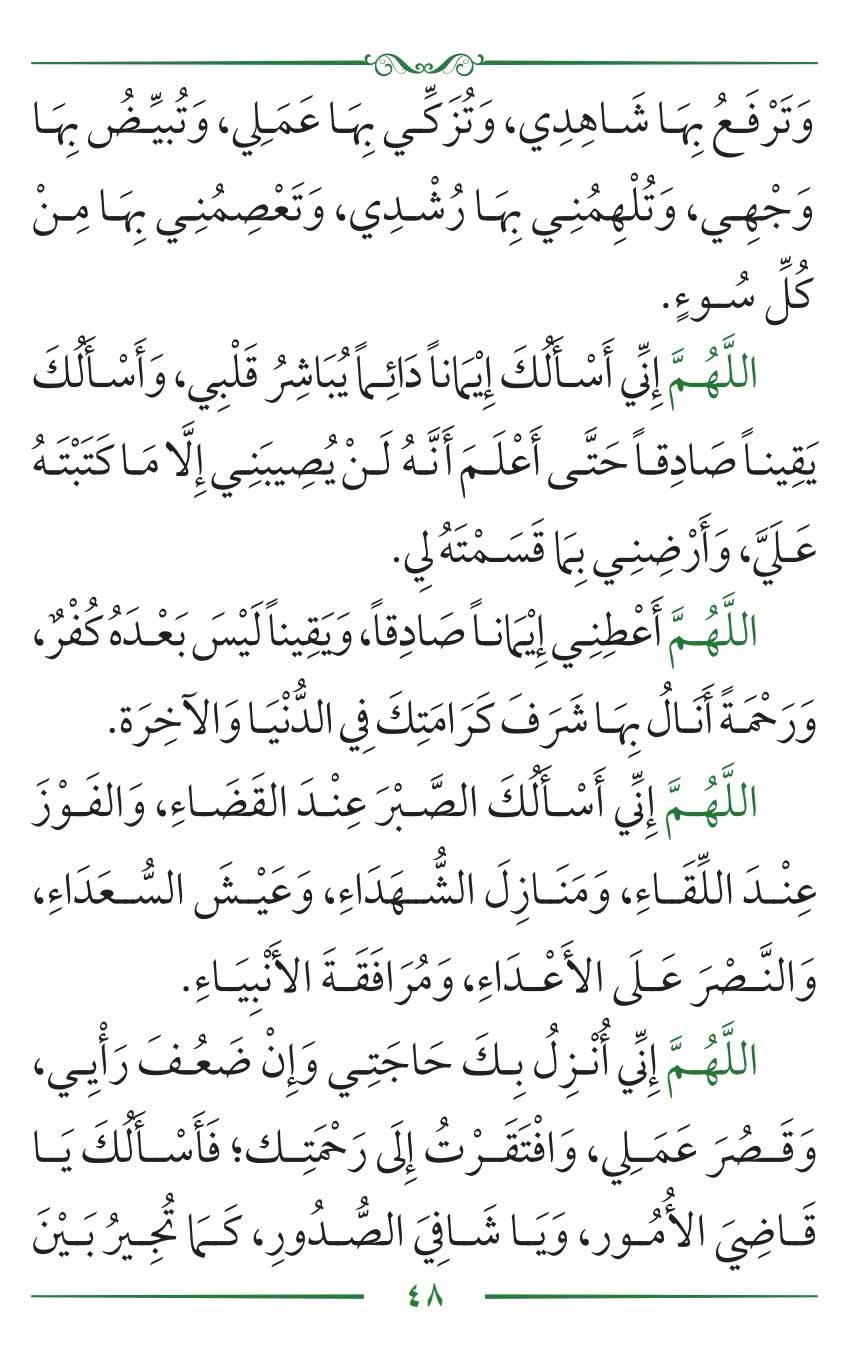 وَتَرْفَعُ بِهَا شَاهِدِي، وَتُزَكِّي بِهَا عَمَلِي، وَتُبيِّضُ بِهَا
وَجْهِي، وَتُلْهِمُنِي بِهَا رُشْدِي، وَتَعْصِمُنِي بِهَا مِنْ
كُلِّ سُوءٍ.
اللَّهُمَّ إِنِّي أَسْأَلُكَ إِيْمَاناً دَائِماً يُبَاشِرُ قَلْبِي، وَأَسْأَلُكَ
يَقِيناً صَادِقاً حَتَّى أَعْلَمَ أَنَّهُ لَنْ يُصِيبَنِي إِلَّا مَا كَتَبْتَهُ
عَلَيَّ، وَأَرْضِنِي بِمَا قَسَمْتَهُ لِي.
اللَّهُمَّ أَعْطِنِي إِيْمَاناً صَادِقاً، وَيَقِيناً لَيْسَ بَعْدَهُ كُفْرٌ،
وَرَحْمَةً أَنَالُ بِهَا شَرَفَ كَرَامَتِكَ فِي الدُّنْيَا وَالآخِرَة.
اللَّهُمَّ إِنِّي أَسْأَلُكَ الصَّبْرَ عِنْدَ القَضَاءِ، وَالفَوْزَ
عِنْدَ اللِّقَاءِ، وَمَنَازِلَ الشُّهَدَاءِ، وَعَيْشَ السُّعَدَاءِ،
وَالنَّصْرَ عَلَى الأَعْدَاءِ، وَمُرَافَقَةَ الأَنْبِيَاءِ.
اللَّهُمَّ إِنِّي أُنْزِلُ بِكَ حَاجَتِي وَإِنْ ضَعُفَ رَأْيِي،
وَقَصُرَ عَمَلِي، وَافْتَقَرْتُ إِلَى رَحْمَتِك؛ فَأَسْأَلُكَ يَا
قَاضِيَ الأُمُور، وَيَا شَافِيَ الصُّدُورِ، كَمَا تُجِيرُ بَيْنَ
٤٨